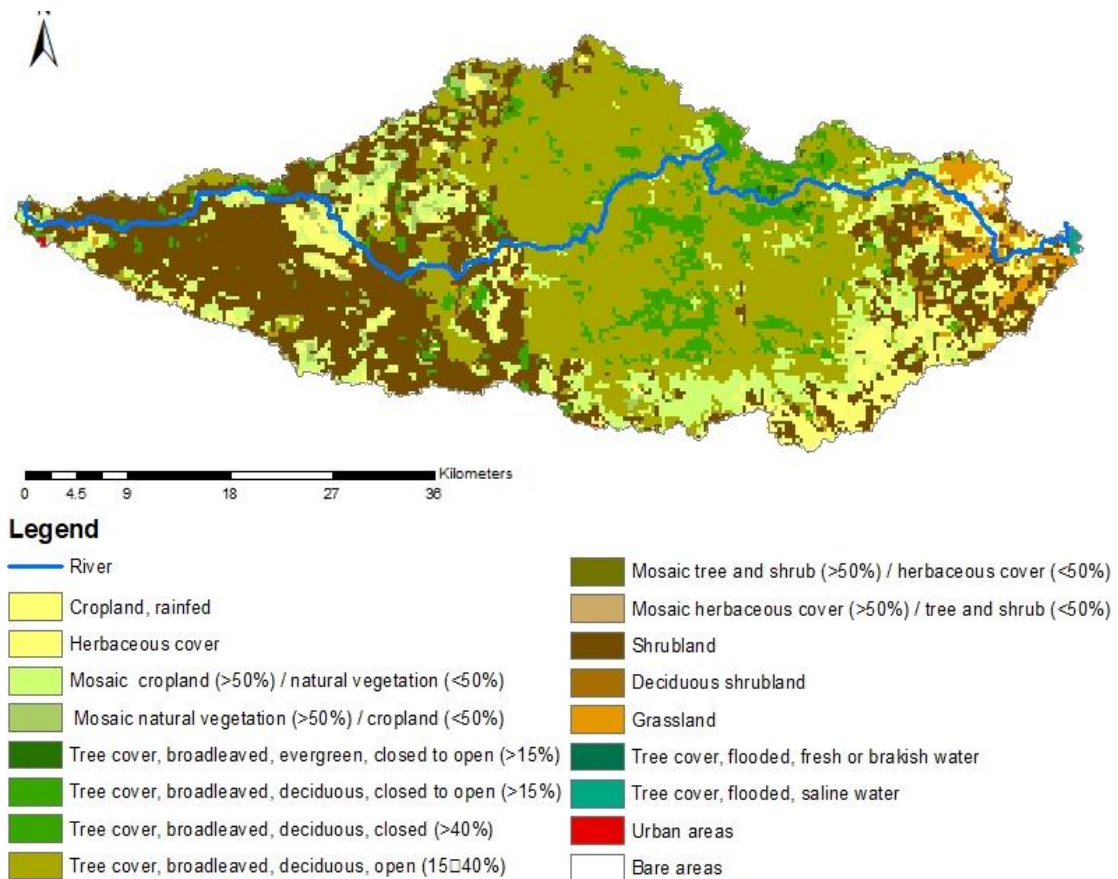 N
Kilometers
0 4.5 9 18 27 36
Legend
River
Cropland, rainfed
Herbaceous cover
Mosaic cropland (>50%) / natural vegetation (<50%)
Mosaic natural vegetation (>50%) / cropland (<50%)
Tree cover, broadleaved, evergreen, closed to open (>15%)
Tree cover, broadleaved, deciduous, closed to open (>15%)
Tree cover, broadleaved, deciduous, closed (>40%)
Tree cover, broadleaved, deciduous, open (15□40%)
Mosaic tree and shrub (>50%) / herbaceous cover (<50%)
Mosaic herbaceous cover (>50%) / tree and shrub (<50%)
Shrubland
Deciduous shrubland
Grassland
Tree cover, flooded, fresh or brakish water
Tree cover, flooded, saline water
Urban areas
Bare areas